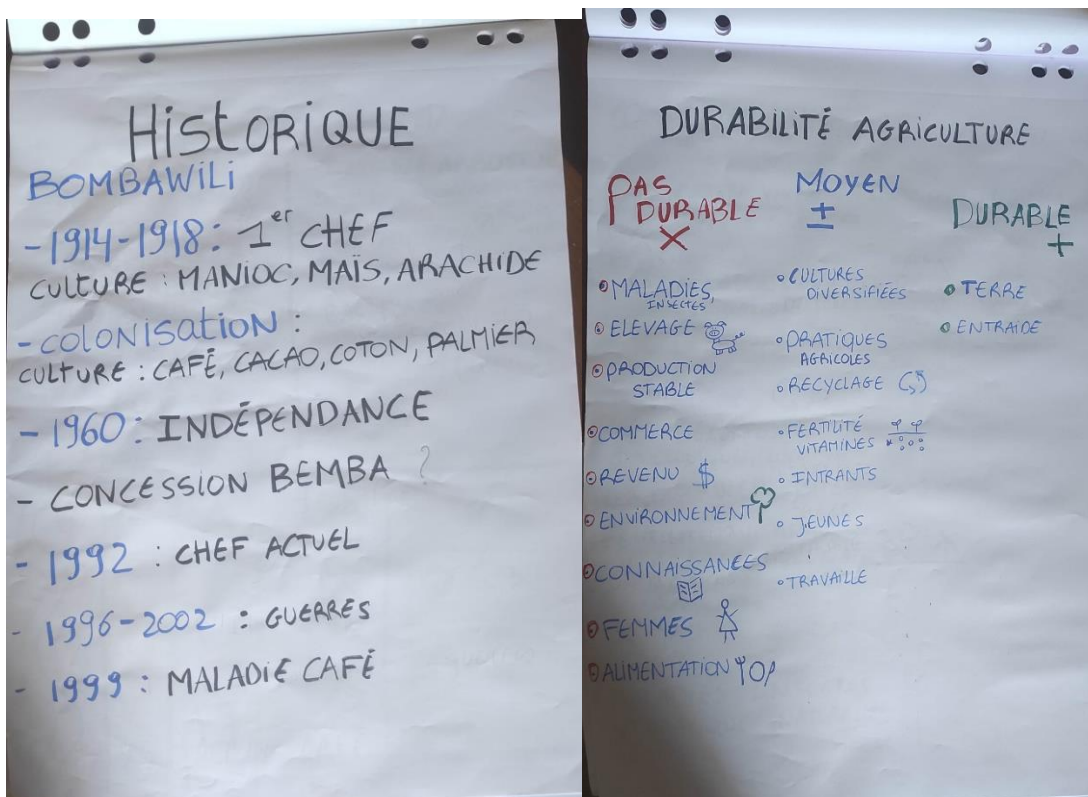 HistORiQUE
BOMBAWiLi
- 1914-1918 : 1er CHEF
CULTURE : MANIOC, MAÏS, ARACHIDE
- COLONISATION :
CULTURE : CAFÉ, CACAO, COTON, PALMIER
- 1960 : INDÉPENDANCE
- CONCESSION BEMBA ?
- 1992 : CHEF ACTUEL
- 1996-2002 : GUERRES
- 1999 : MALADIE CAFÉ
DURABILITÉ AGRICULTURE
PAS DURABLE
X
MALADIES,
INSECTES
ELEVAGE
PRODUCTION
STABLE
COMMERCE
REVENU $
ENVIRONNEMENT
CONNAISSANCES
FEMMES
ALIMENTATION
MOYEN
±
CULTURES
DIVERSIFIÉES
PRATIQUES
AGRICOLES
RECYCLAGE
FERTILITÉ
VITAMINES
INTRANTS
JEUNES
TRAVAILLE
DURABLE
+
TERRE
ENTRAIDE